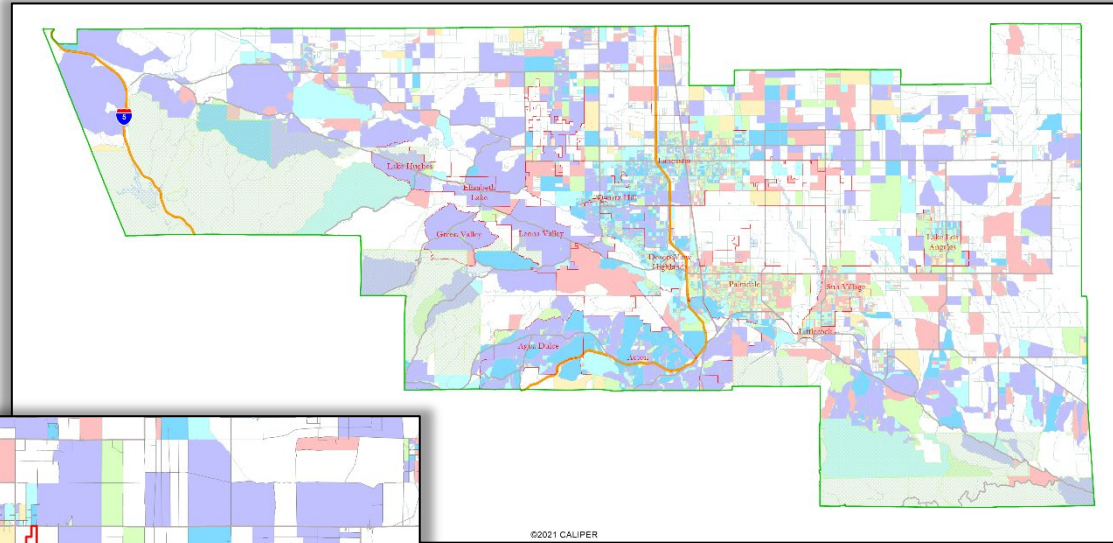 5
Lancaster
Lake Hughes
Elizabeth
Lake
Quartz Hill
Green Valley
Leona Valley
Lake Los
Angeles
Desert View
Highlands
Palmdale
Sun Village
Littlerock
Agua Dulce
Acton
©2021 CALIPER